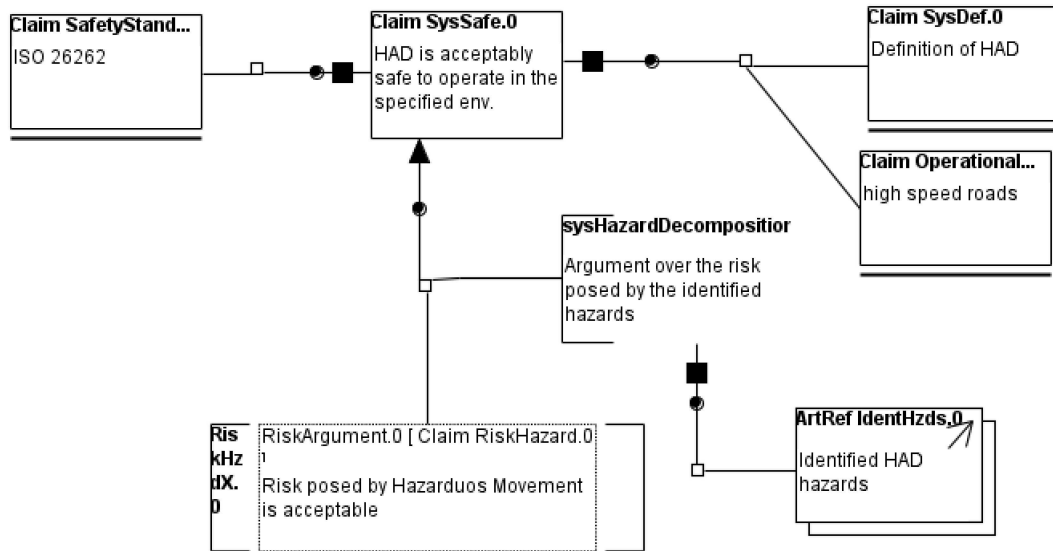 Claim SafetyStand...
ISO 26262
Claim SysSafe.0
HAD is acceptably
safe to operate in the
specified env.
Claim SysDef.0
Definition of HAD
Claim Operational...
high speed roads
sysHazardDecomposition
Argument over the risk
posed by the identified
hazards
Ris
kHz
dX.
0
RiskArgument.0 [ Claim RiskHazard.0
]
Risk posed by Hazarduos Movement
is acceptable
ArtRef IdentHzds.0
Identified HAD
hazards